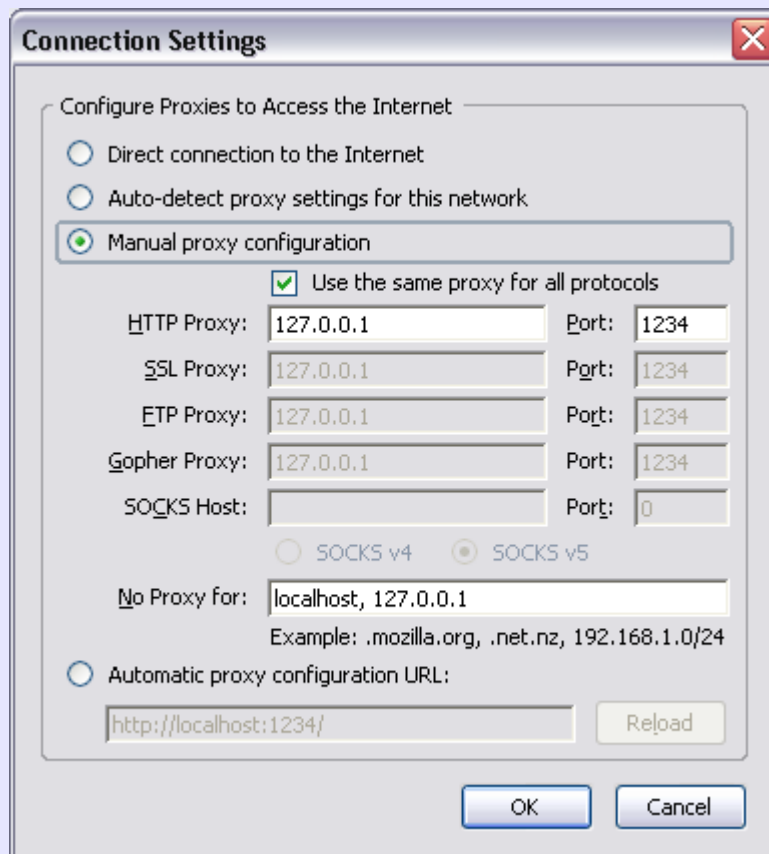 Connection Settings
Configure Proxies to Access the Internet
Direct connection to the Internet
Auto-detect proxy settings for this network
Manual proxy configuration
Use the same proxy for all protocols
HTTP Proxy: 127.0.0.1 Port: 1234
SSL Proxy: 127.0.0.1 Port: 1234
FTP Proxy: 127.0.0.1 Port: 1234
Gopher Proxy: 127.0.0.1 Port: 1234
SOCKS Host: Port: 0
SOCKS v4 SOCKS v5
No Proxy for: localhost, 127.0.0.1
Example: .mozilla.org, .net.nz, 192.168.1.0/24
Automatic proxy configuration URL:
http://localhost:1234/ Reload
OK Cancel